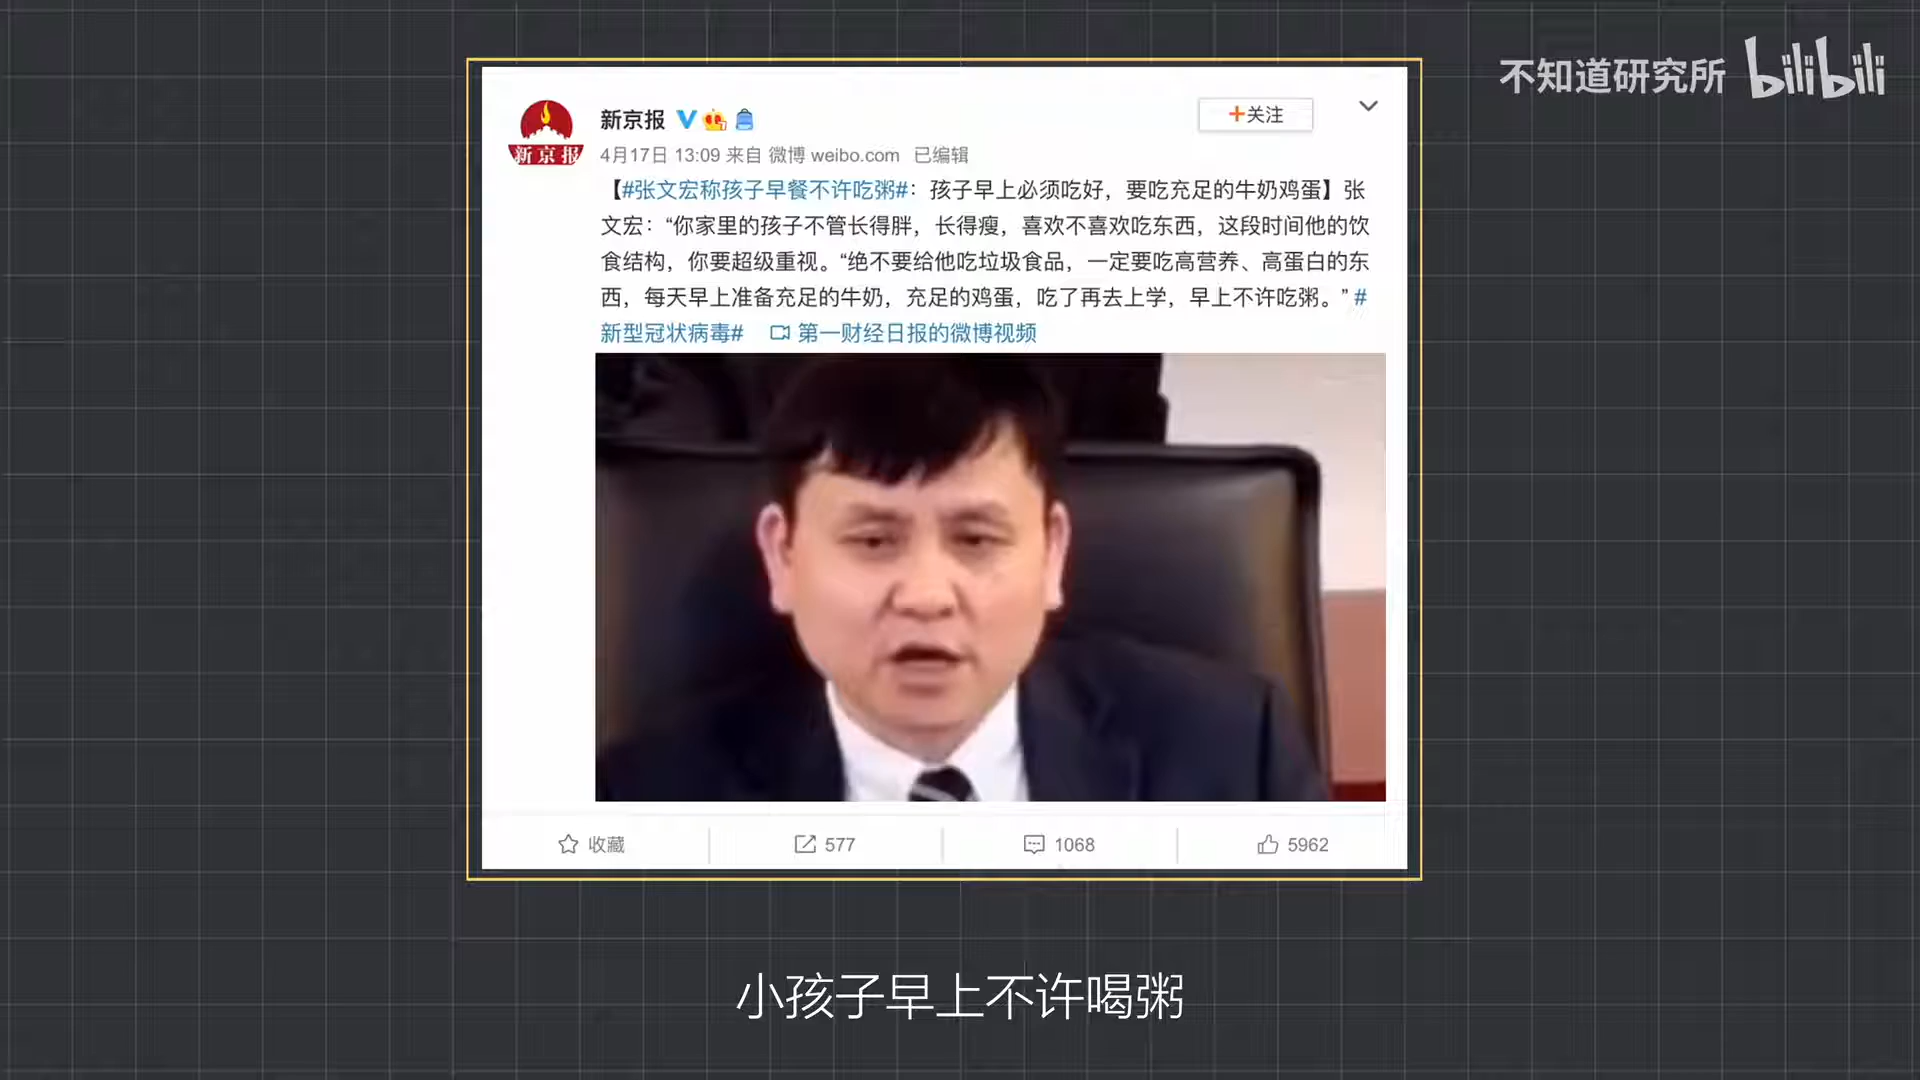 不知道研究所 bilibili
新京报
新京报
+关注
4月17日 13:09 来自 微博 weibo.com 已编辑
【#张文宏称孩子早餐不许吃粥#：孩子早上必须吃好，要吃充足的牛奶鸡蛋】张
文宏：“你家里的孩子不管长得胖，长得瘦，喜欢不喜欢吃东西，这段时间他的饮
食结构，你要超级重视。“绝不要给他吃垃圾食品，一定要吃高营养、高蛋白的东
西，每天早上准备充足的牛奶，充足的鸡蛋，吃了再去上学，早上不许吃粥。” #
新型冠状病毒# 第一财经日报的微博视频
收藏
577
1068
5962
小孩子早上不许喝粥